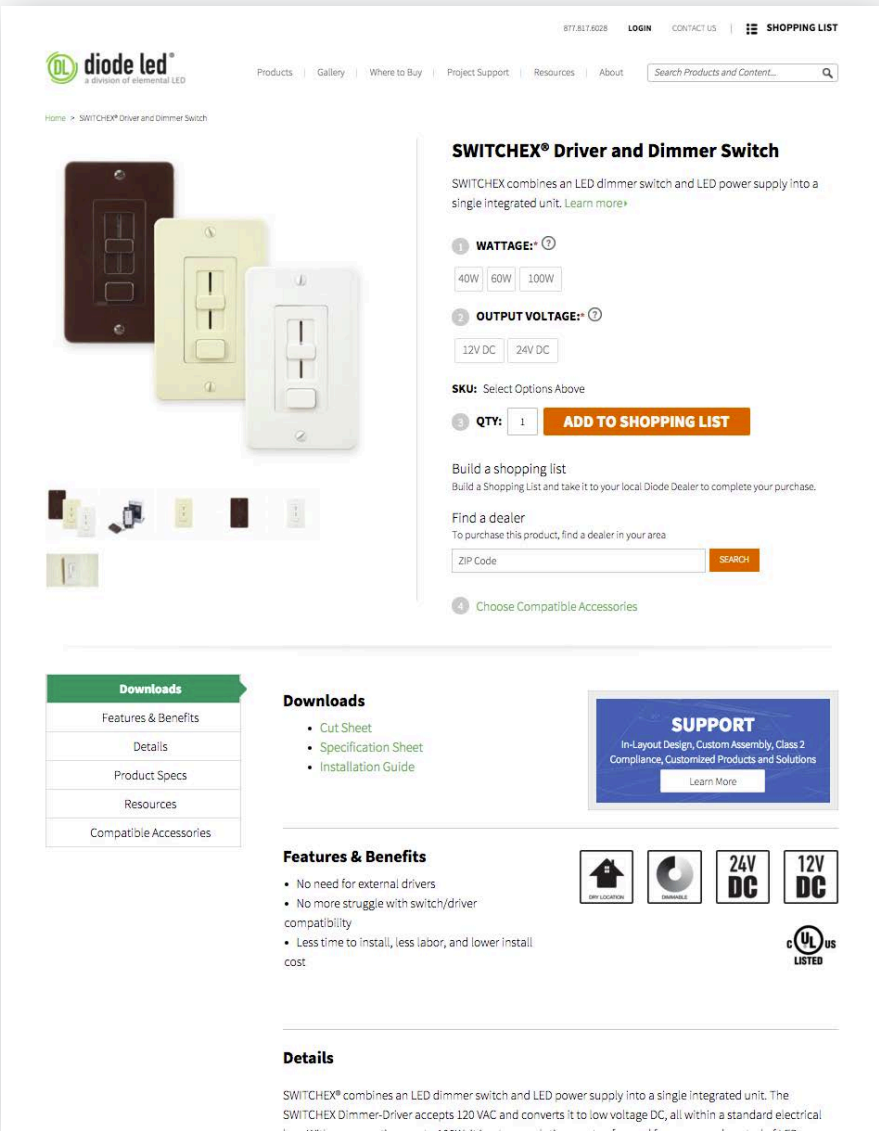 877.817.6028 LOGIN CONTACT US | SHOPPING LIST
DL diode led®
a division of elemental LED
Products | Gallery | Where to Buy | Project Support | Resources | About
Search Products and Content...
Home > SWITCHEX® Driver and Dimmer Switch
SWITCHEX® Driver and Dimmer Switch
SWITCHEX combines an LED dimmer switch and LED power supply into a
single integrated unit. Learn more
1 WATTAGE:* ?
40W 60W 100W
2 OUTPUT VOLTAGE:* ?
12V DC 24V DC
SKU: Select Options Above
3 QTY: 1 ADD TO SHOPPING LIST
Build a shopping list
Build a Shopping List and take it to your local Diode Dealer to complete your purchase.
Find a dealer
To purchase this product, find a dealer in your area
ZIP Code SEARCH
4 Choose Compatible Accessories
Downloads
Features & Benefits
Details
Product Specs
Resources
Compatible Accessories
Downloads
• Cut Sheet
• Specification Sheet
• Installation Guide
SUPPORT
In-Layout Design, Custom Assembly, Class 2
Compliance, Customized Products and Solutions
Learn More
Features & Benefits
• No need for external drivers
• No more struggle with switch/driver
compatibility
• Less time to install, less labor, and lower install
cost
DRY LOCATION
DIMMABLE
24V
DC
12V
DC
C UL US
LISTED
Details
SWITCHEX® combines an LED dimmer switch and LED power supply into a single integrated unit. The
SWITCHEX Dimmer-Driver accepts 120 VAC and converts it to low voltage DC, all within a standard electrical